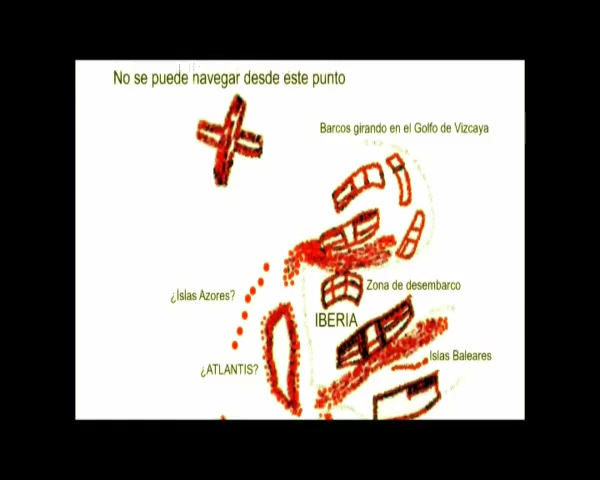 No se puede navegar desde este punto
Barcos girando en el Golfo de Vizcaya
¿Islas Azores?
Zona de desembarco
IBERIA
Islas Baleares
¿ATLANTIS?